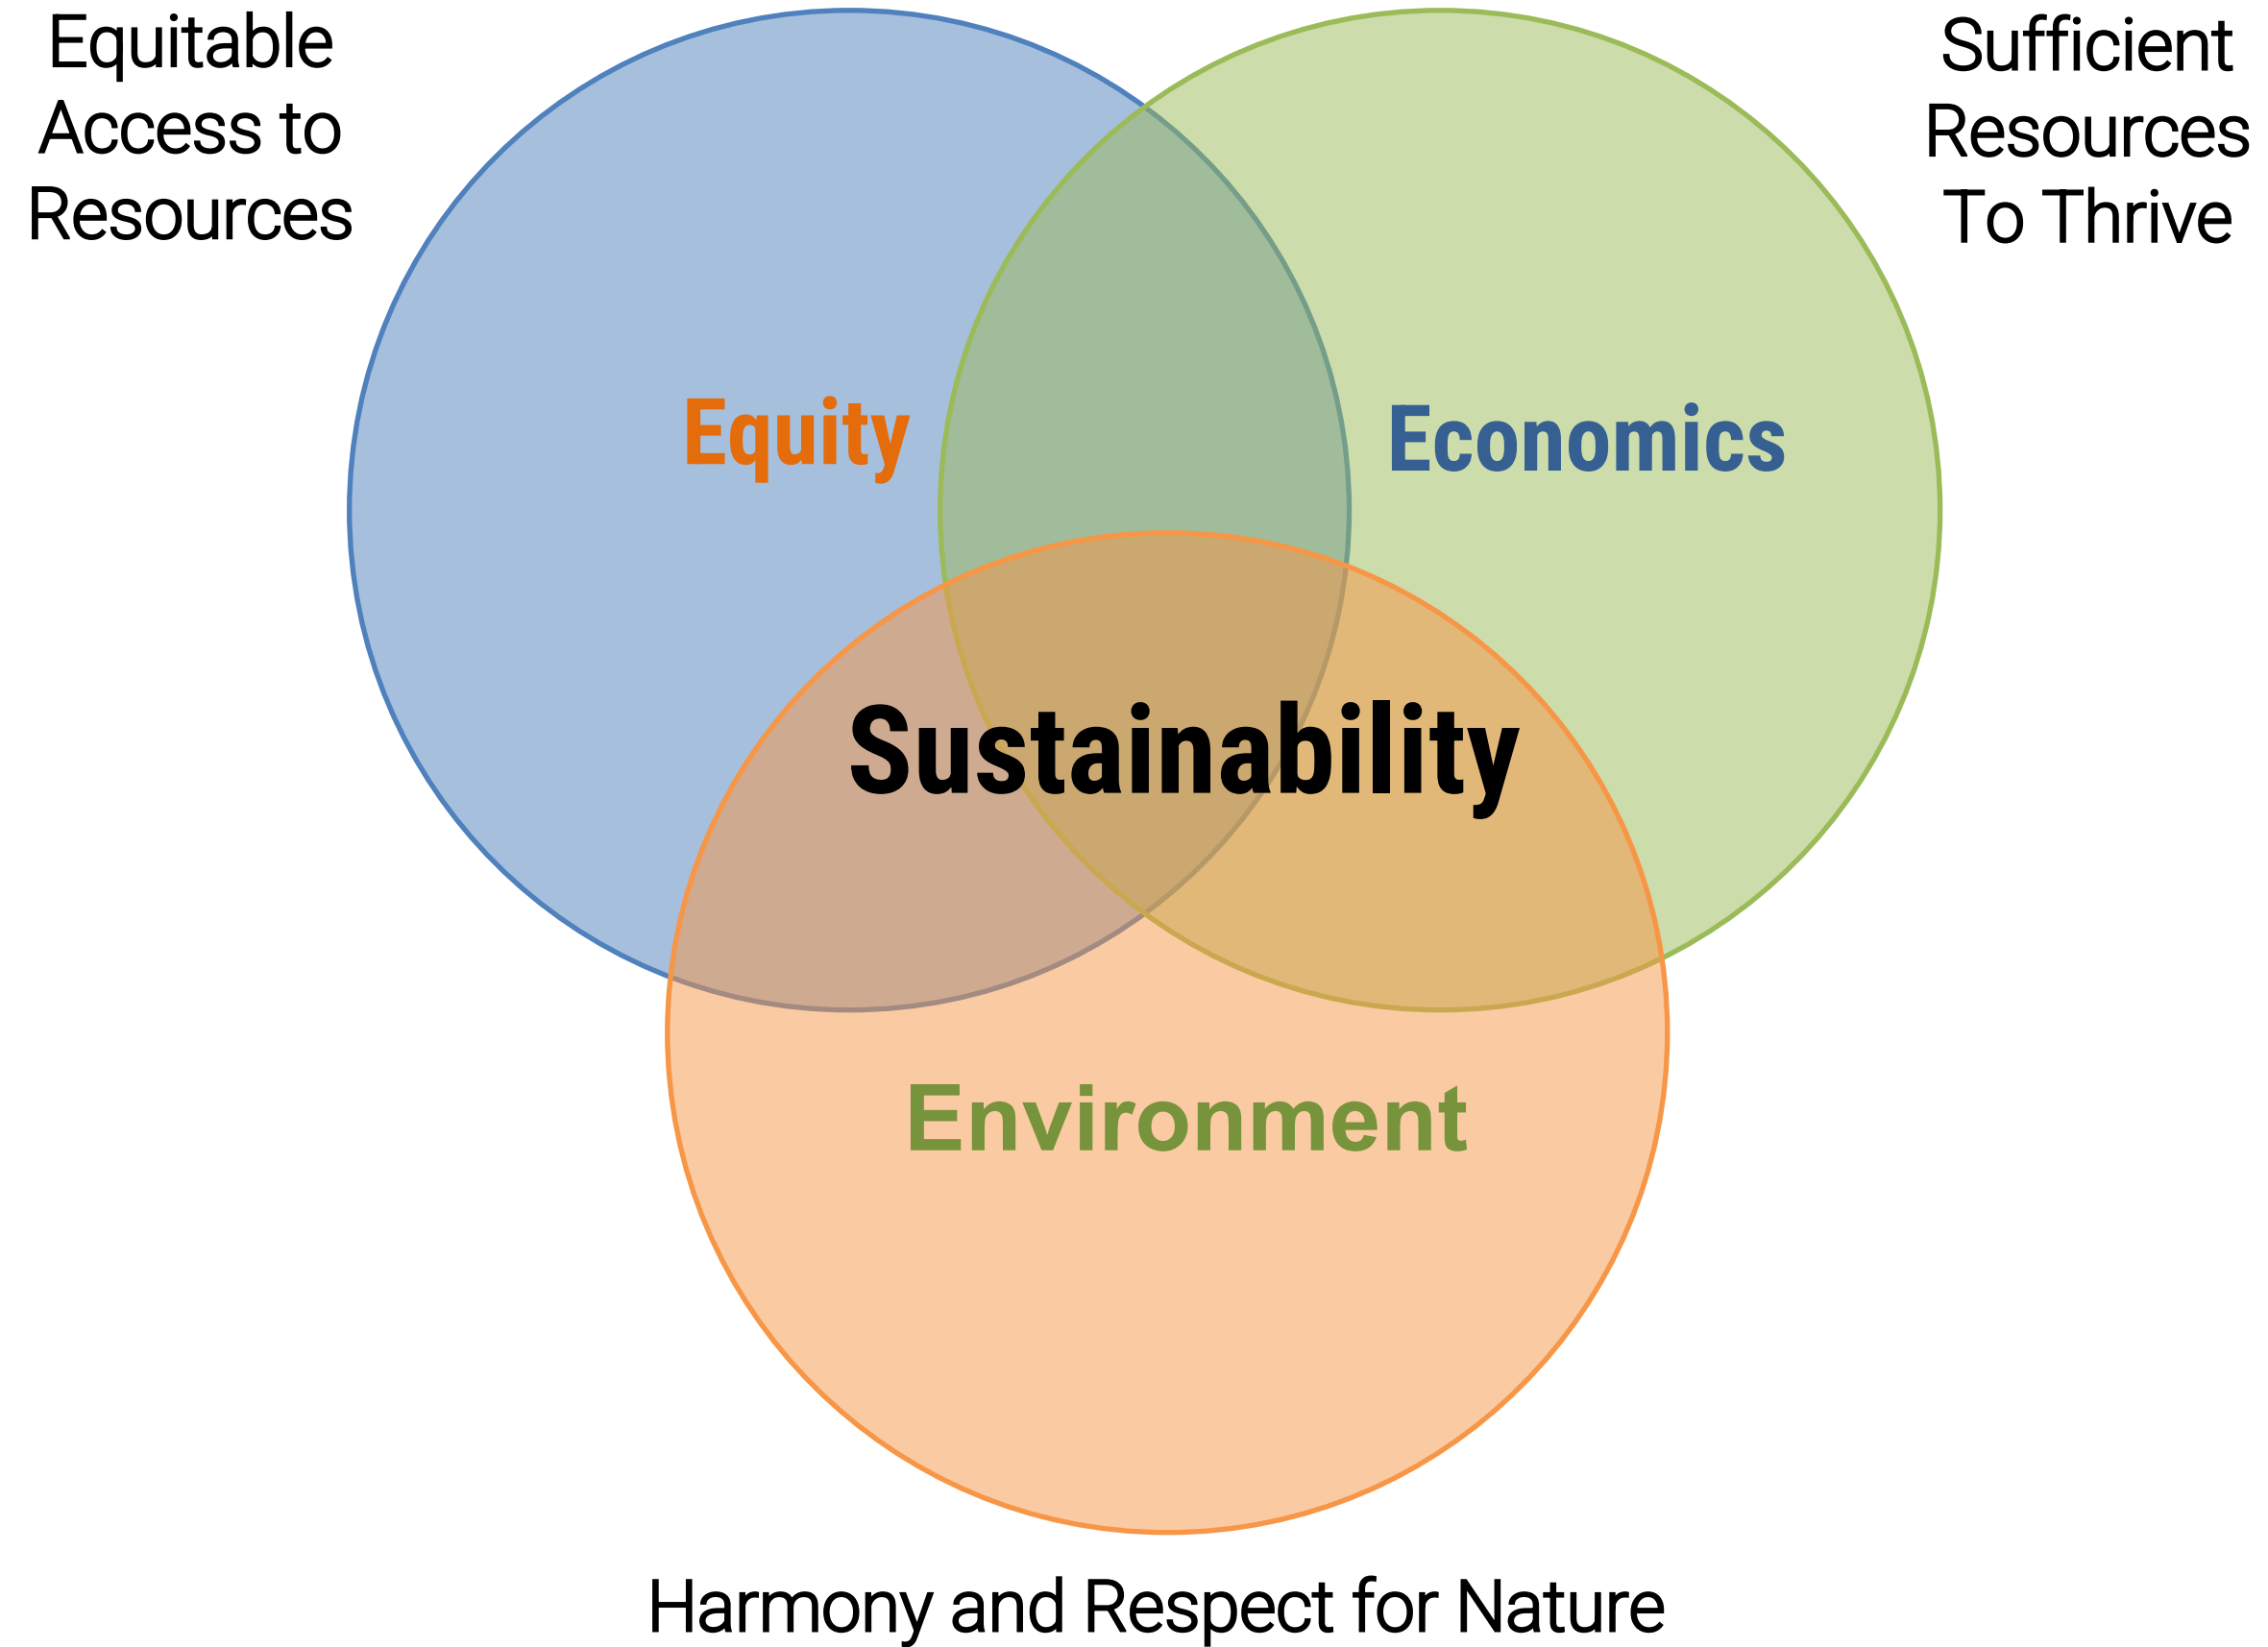 Equitable
Access to
Resources
Sufficient
Resources
To Thrive
Equity
Economics
Sustainability
Environment
Harmony and Respect for Nature